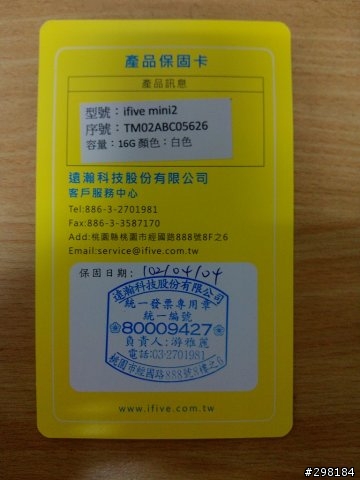 產品保固卡
產品訊息
型號：ifive mini2
序號：TM02ABC05626
容量：16G 顏色：白色
遠瀚科技股份有限公司
客戶服務中心
Tel:886-3-2701981
Fax:886-3-3587170
Add:桃園縣桃園市經國路888號8F之6
Email:service@ifive.com.tw
保固日期：102/04/04
遠瀚科技股份有限公司
統一發票專用章
統一編號
80009427
負責人：游雅麗
電話:03-2701981
桃園市經國路888號8樓之6
www.ifive.com.tw
#298184